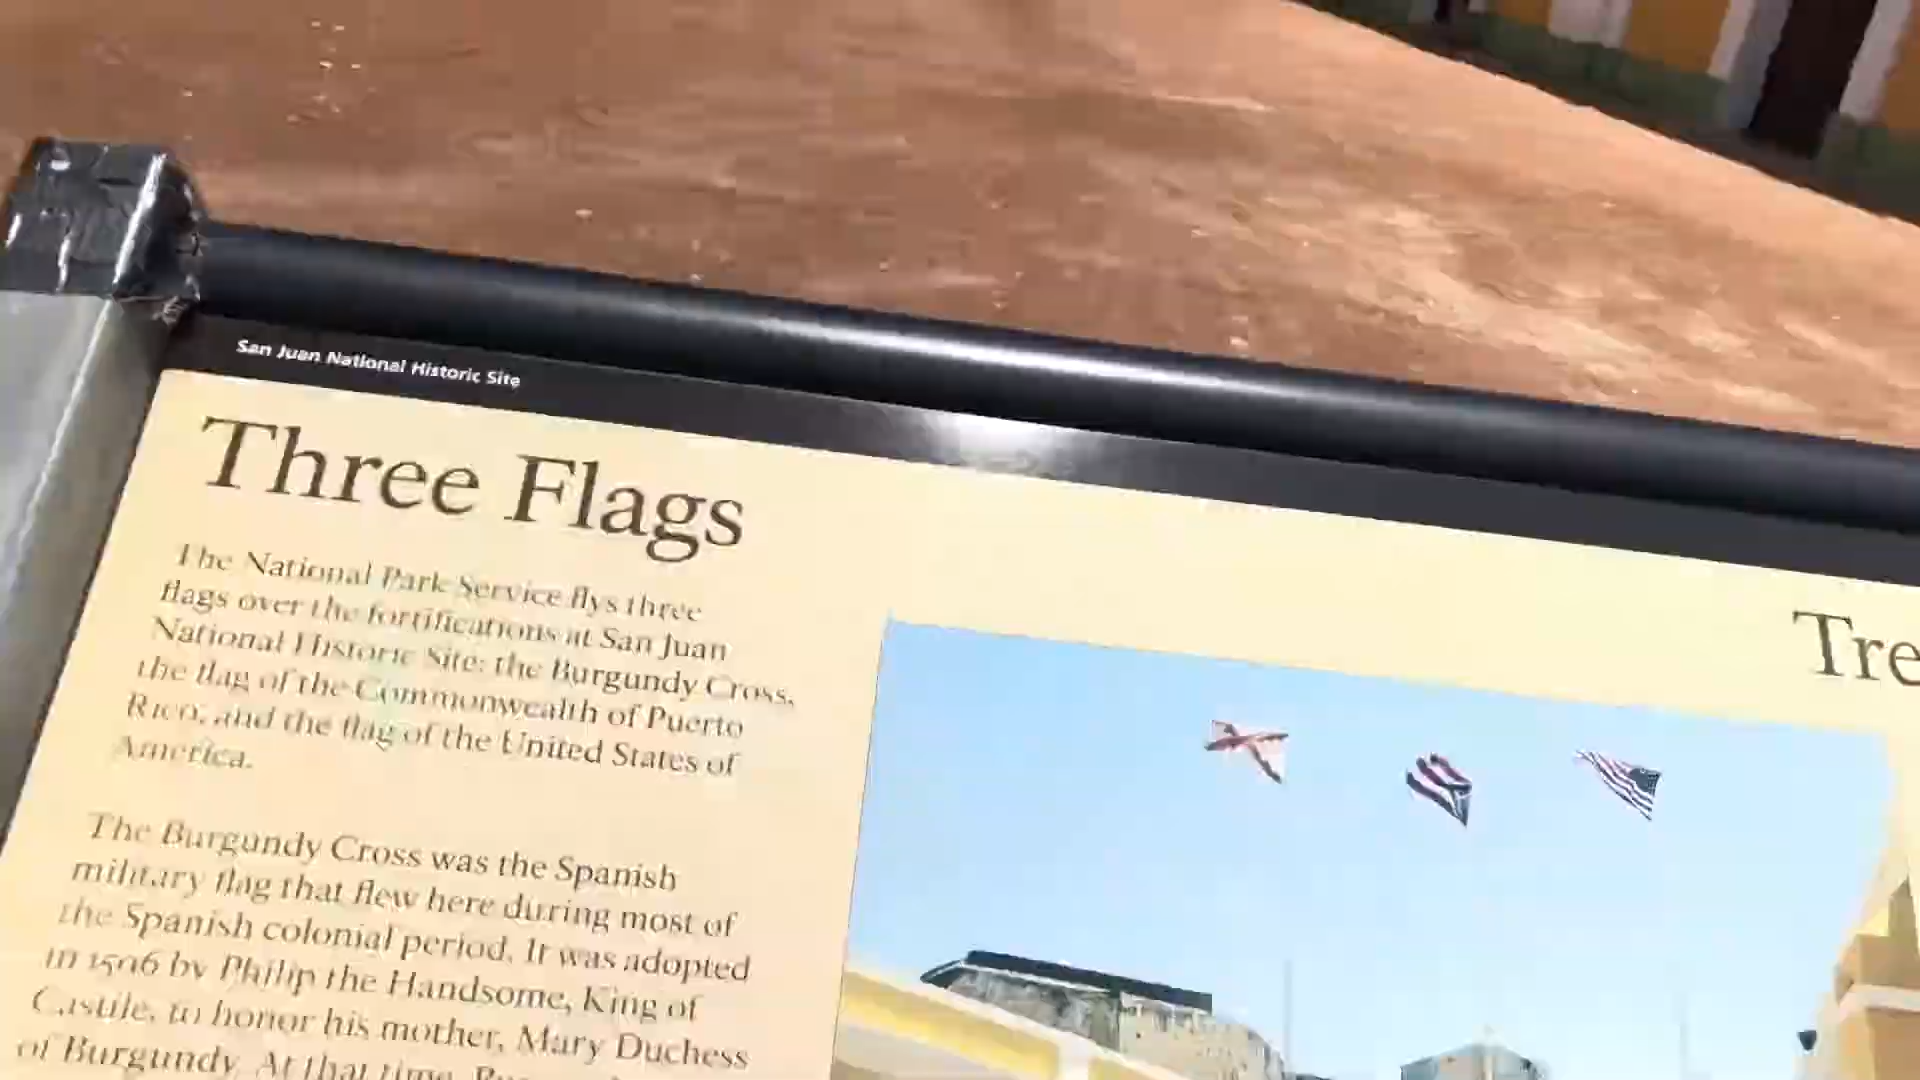 San Juan National Historic Site
Three Flags
The National Park Service flys three
flags over the fortifications at San Juan
National Historic Site: the Burgundy Cross,
the flag of the Commonwealth of Puerto
Rico, and the flag of the United States of
America.
The Burgundy Cross was the Spanish
military flag that flew here during most of
the Spanish colonial period. It was adopted
in 1506 by Philip the Handsome, King of
Castile, to honor his mother, Mary Duchess
of Burgundy. At that time,
Tre